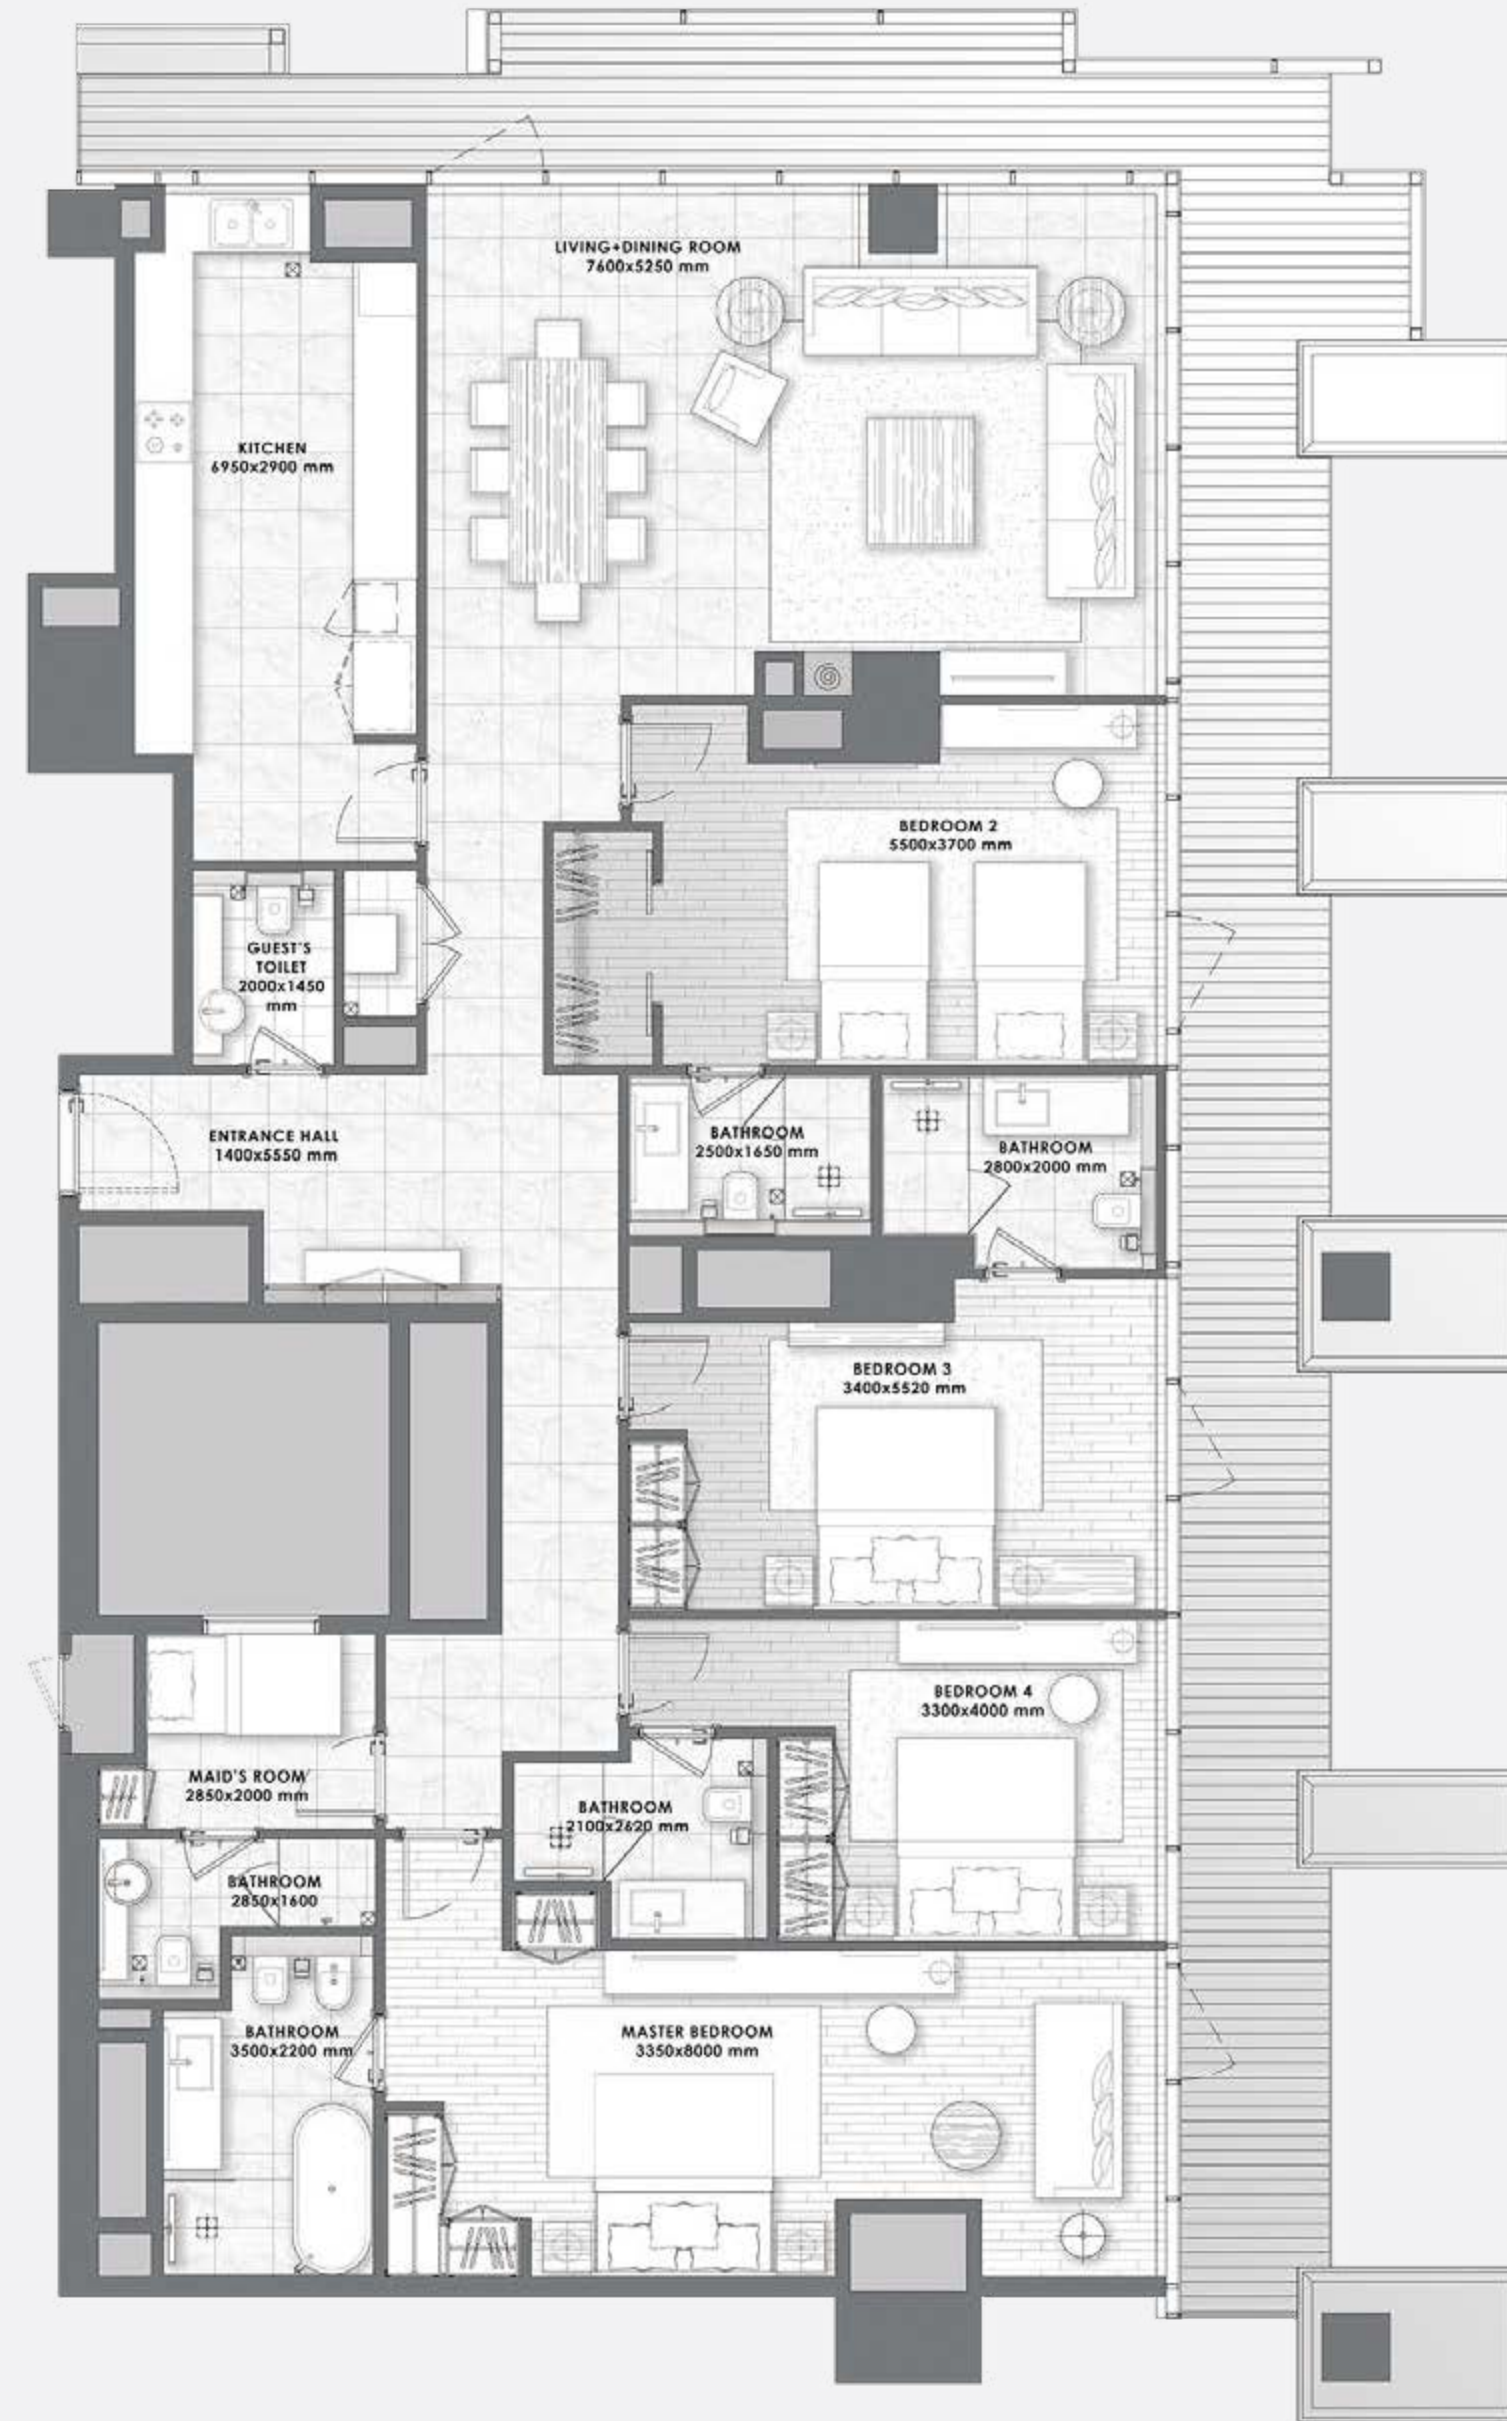 LIVING+DINING ROOM
7600x5250 mm
KITCHEN
6950x2900 mm
BEDROOM 2
5500x3700 mm
GUEST'S
TOILET
2000x1450
mm
ENTRANCE HALL
1400x5550 mm
BATHROOM
2500x1650 mm
BATHROOM
2800x2000 mm
BEDROOM 3
3400x5520 mm
BEDROOM 4
3300x4000 mm
MAID'S ROOM
2850x2000 mm
BATHROOM
2100x2620 mm
BATHROOM
2850x1600
BATHROOM
3500x2200 mm
MASTER BEDROOM
3350x8000 mm